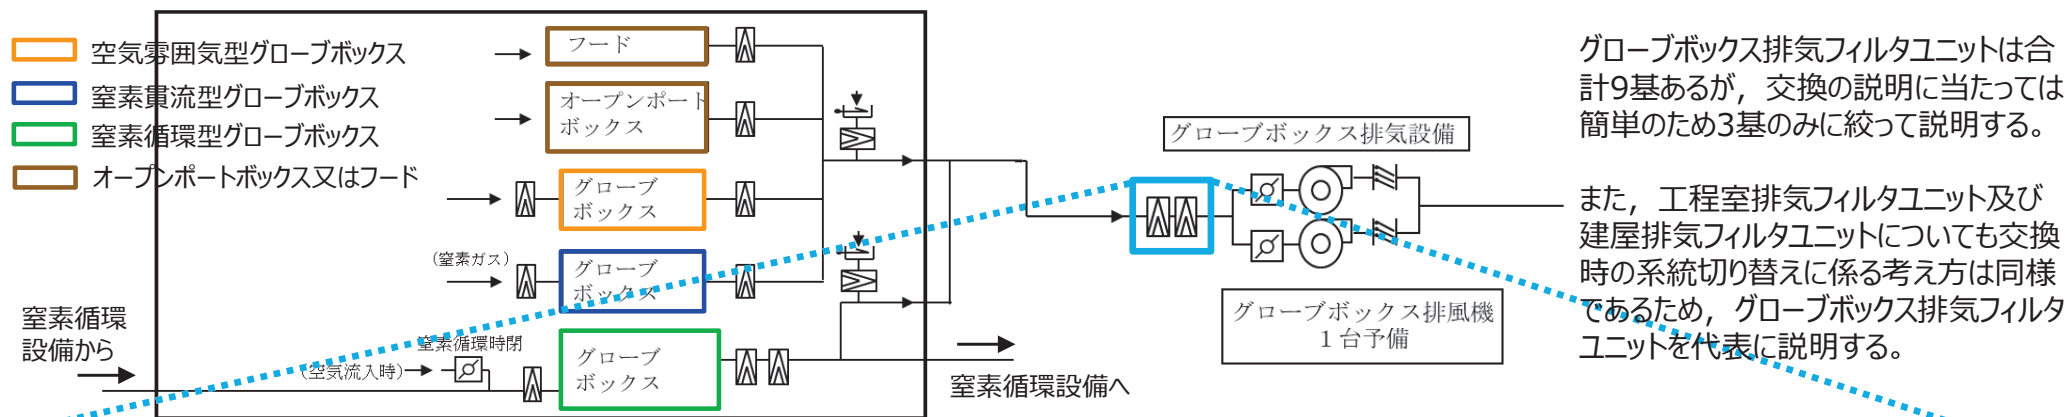 空気雰囲気型グローブボックス
窒素貫流型グローブボックス
窒素循環型グローブボックス
オープンポートボックス又はフード
フード
オープンポート
ボックス
グローブ
ボックス
(窒素ガス)
グローブ
ボックス
窒素循環
設備から
窒素循環時閉
(空気流入時)
グローブ
ボックス
窒素循環設備へ
グローブボックス排気設備
グローブボックス排風機
1台予備
グローブボックス排気フィルタユニットは合
計9基あるが，交換の説明に当たっては
簡単のため3基のみに絞って説明する。
また，工程室排気フィルタユニット及び
建屋排気フィルタユニットについても交換
時の系統切り替えに係る考え方は同様
であるため，グローブボックス排気フィルタ
ユニットを代表に説明する。